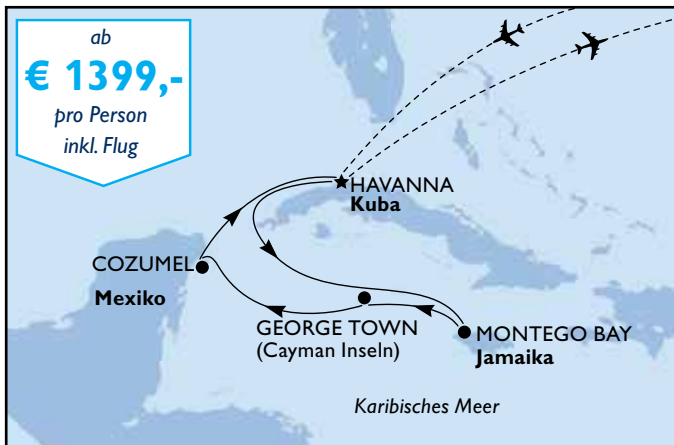 ab
€ 1399,-
pro Person
inkl. Flug
HAVANNA
Kuba
COZUMEL
Mexiko
GEORGE TOWN
(Cayman Inseln)
MONTEGO BAY
Jamaika
Karibisches Meer